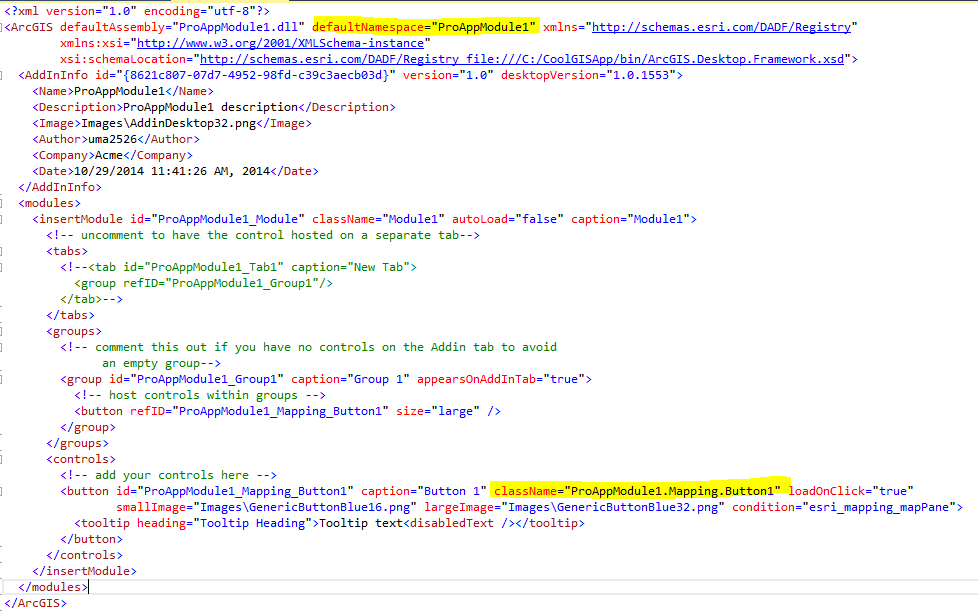 <?xml version="1.0" encoding="utf-8"?>
<ArcGIS defaultAssembly="ProAppModule1.dll" defaultNamespace="ProAppModule1" xmlns="http://schemas.esri.com/DADF/Registry"
xmlns:xsi="http://www.w3.org/2001/XMLSchema-instance"
xsi:schemaLocation="http://schemas.esri.com/DADF/Registry file:///C:/CoolGISApp/bin/ArcGIS.Desktop.Framework.xsd">
<AddInInfo id="{8621c807-07d7-4952-98fd-c39c3aecb03d}" version="1.0" desktopVersion="1.0.1553">
<Name>ProAppModule1</Name>
<Description>ProAppModule1 description</Description>
<Image>Images\AddinDesktop32.png</Image>
<Author>uma2526</Author>
<Company>Acme</Company>
<Date>10/29/2014 11:41:26 AM, 2014</Date>
</AddInInfo>
<modules>
<insertModule id="ProAppModule1_Module" className="Module1" autoLoad="false" caption="Module1">
<!-- uncomment to have the control hosted on a separate tab-->
<tabs>
<!--<tab id="ProAppModule1_Tab1" caption="New Tab">
<group refID="ProAppModule1_Group1"/>
</tab>-->
</tabs>
<groups>
<!-- comment this out if you have no controls on the Addin tab to avoid
an empty group-->
<group id="ProAppModule1_Group1" caption="Group 1" appearsOnAddInTab="true">
<!-- host controls within groups -->
<button refID="ProAppModule1_Mapping_Button1" size="large" />
</group>
</groups>
<controls>
<!-- add your controls here -->
<button id="ProAppModule1_Mapping_Button1" caption="Button 1" className="ProAppModule1.Mapping.Button1" loadOnClick="true"
smallImage="Images\GenericButtonBlue16.png" largeImage="Images\GenericButtonBlue32.png" condition="esri_mapping_mapPane">
<tooltip heading="Tooltip Heading">Tooltip text<disabledText /></tooltip>
</button>
</controls>
</insertModule>
</modules>
</ArcGIS>